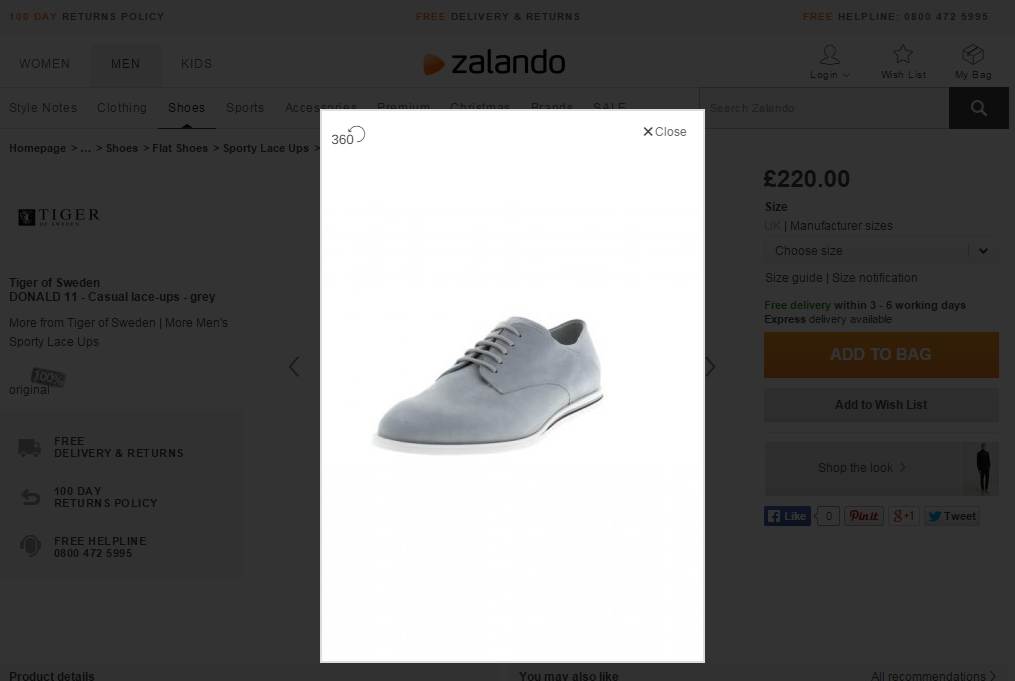 100 DAY RETURNS POLICY
FREE DELIVERY & RETURNS
FREE HELPLINE: 0800 472 5995
WOMEN
MEN
KIDS
zalando
Login
Wish List
My Bag
Style Notes
Clothing
Shoes
Sports
Accessories
Premium
Christmas
Brands
SALE
Search Zalando
Homepage > ... > Shoes > Flat Shoes > Sporty Lace Ups >
360
Close
TIGER
OF SWEDEN
Tiger of Sweden
DONALD 11 - Casual lace-ups - grey
More from Tiger of Sweden | More Men's
Sporty Lace Ups
100%
original
FREE
DELIVERY & RETURNS
100 DAY
RETURNS POLICY
FREE HELPLINE
0800 472 5995
£220.00
Size
UK | Manufacturer sizes
Choose size
Size guide | Size notification
Free delivery within 3 - 6 working days
Express delivery available
ADD TO BAG
Add to Wish List
Shop the look
Like
0
Pin it
g+1
Tweet
Product details
You may also like
All recommendations